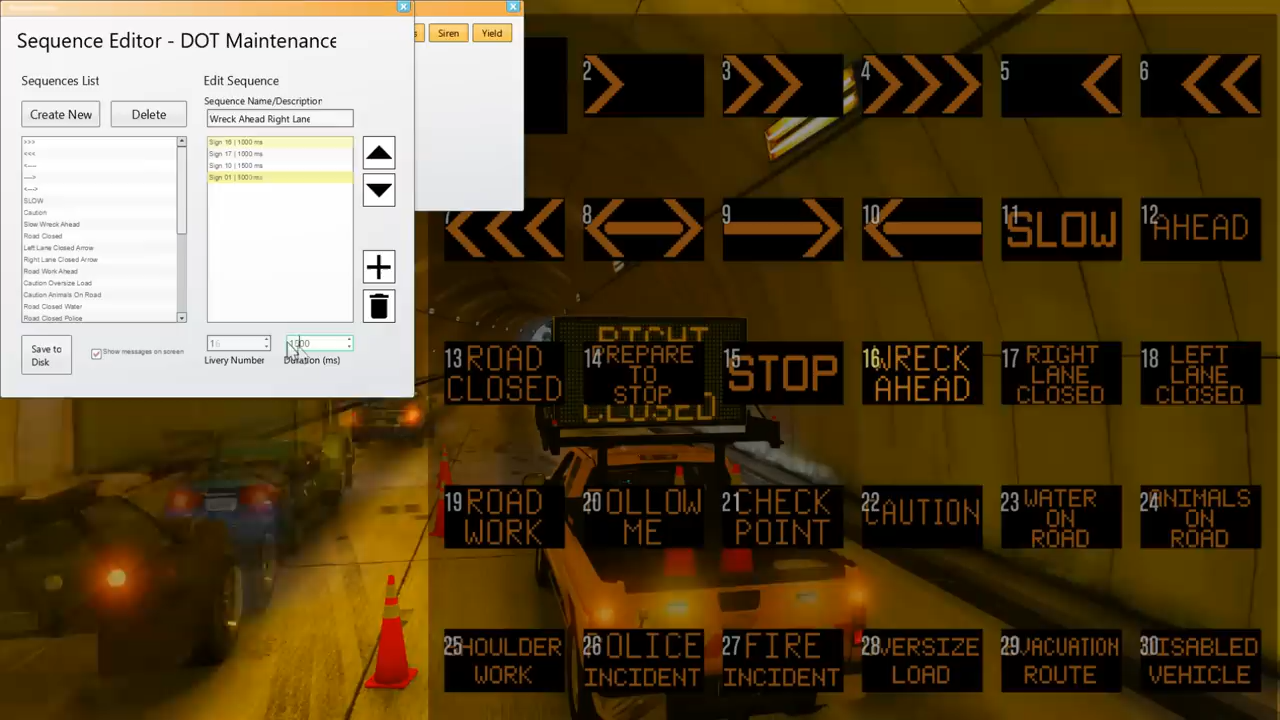 Sequence Editor - DOT Maintenance
Siren
Yield
Sequences List
Create New
Delete
>>>
<<<
<----
---->
<--->
SLOW
Caution
Slow Wreck Ahead
Road Closed
Left Lane Closed Arrow
Right Lane Closed Arrow
Road Work Ahead
Caution Oversize Load
Caution Animals On Road
Road Closed Water
Road Closed Police
Save to
Disk
Show messages on screen
Edit Sequence
Sequence Name/Description
Wreck Ahead Right Lane
Sign 16 | 1000 ms
Sign 17 | 1000 ms
Sign 10 | 1500 ms
Livery Number
Duration (ms)
2
3
4
5
6
7
8
9
10
11
SLOW
12
AHEAD
13
ROAD
CLOSED
14
PREPARE
TO
STOP
CLOSED
15
STOP
16
WRECK
AHEAD
17
RIGHT
LANE
CLOSED
18
LEFT
LANE
CLOSED
19
ROAD
WORK
20
FOLLOW
ME
21
CHECK
POINT
22
CAUTION
23
WATER
ON
ROAD
24
ANIMALS
ON
ROAD
25
SHOULDER
WORK
26
POLICE
INCIDENT
27
FIRE
INCIDENT
28
OVERSIZE
LOAD
29
EVACUATION
ROUTE
30
DISABLED
VEHICLE